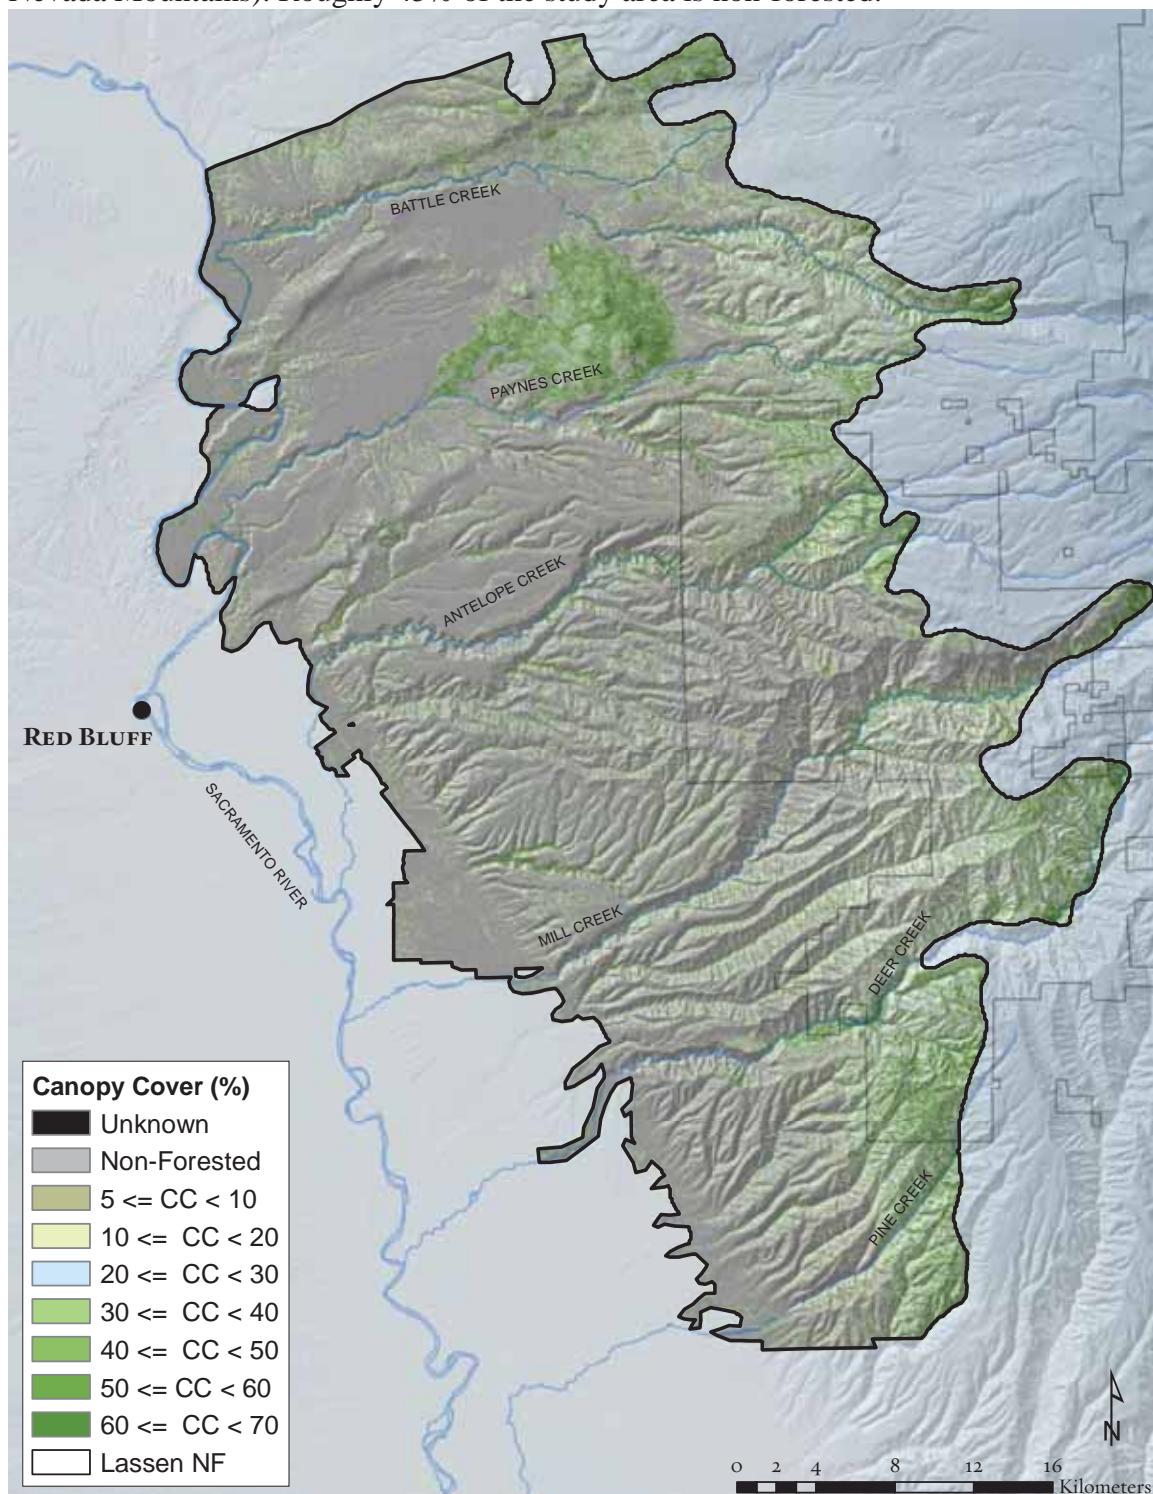 BATTLE CREEK
PAYNES CREEK
ANTELOPE CREEK
RED BLUFF
SACRAMENTO RIVER
MILL CREEK
DEER CREEK
PINE CREEK
Canopy Cover (%)
Unknown
Non-Forested
5 <= CC < 10
10 <= CC < 20
20 <= CC < 30
30 <= CC < 40
40 <= CC < 50
50 <= CC < 60
60 <= CC < 70
Lassen NF
N
0 2 4 8 12 16
Kilometers